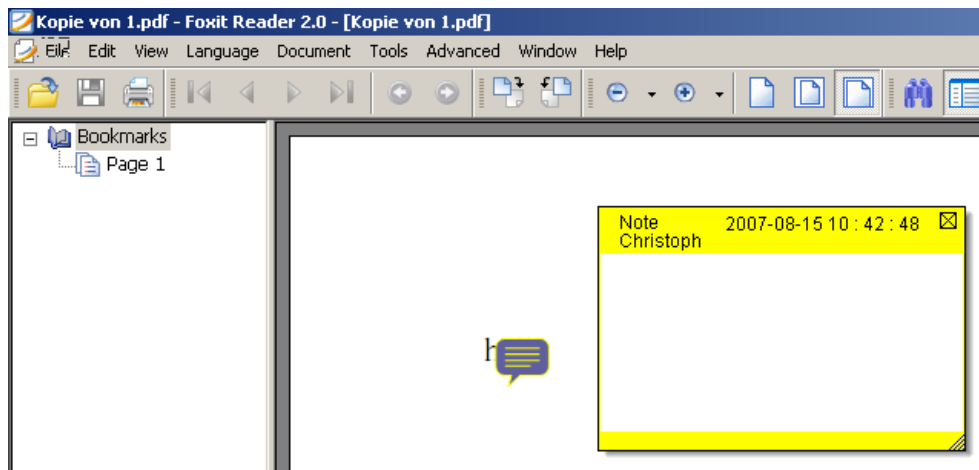 Kopie von 1.pdf - Foxit Reader 2.0 - [Kopie von 1.pdf]
File Edit View Language Document Tools Advanced Window Help
Bookmarks
Page 1
Note 2007-08-15 10 : 42 : 48
Christoph
h